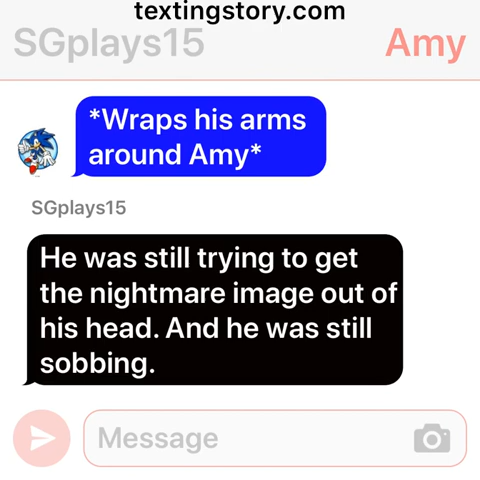 textingstory.com
SGplays15
Amy
*Wraps his arms
around Amy*
SGplays15
He was still trying to get
the nightmare image out of
his head. And he was still
sobbing.
Message